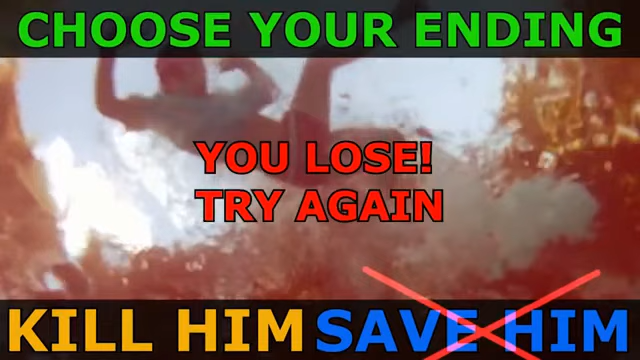 CHOOSE YOUR ENDING
YOU LOSE!
TRY AGAIN
KILL HIM SAVE HIM